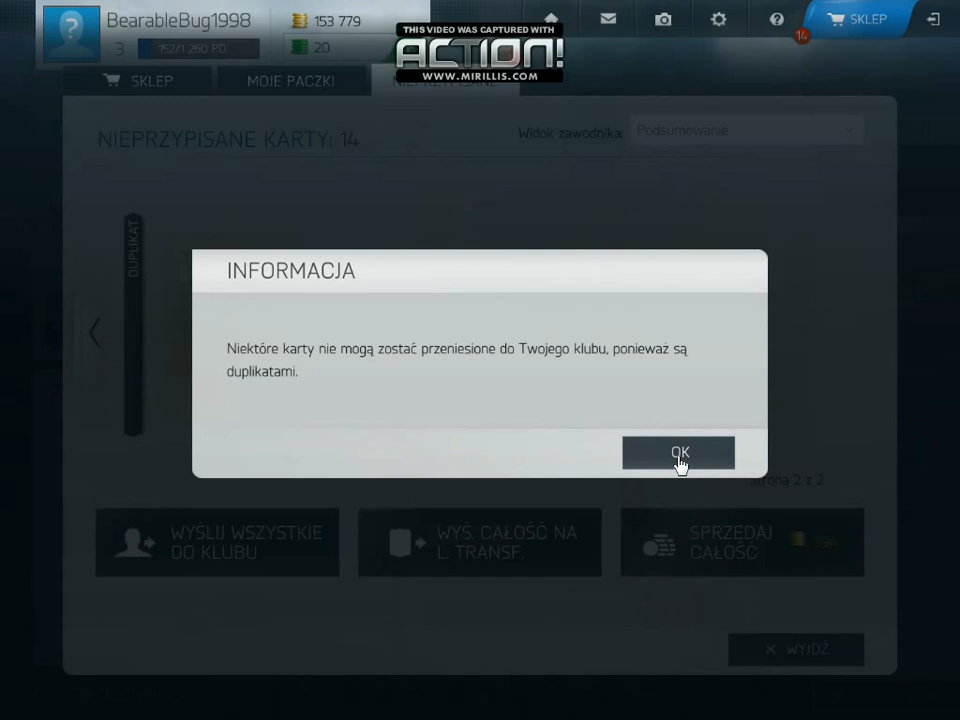 BearableBug1998
153 779
3
152/1.260 PD
20
THIS VIDEO WAS CAPTURED WITH
ACTION!
WWW.MIRILLIS.COM
14
SKLEP
SKLEP
MOJE PACZKI
NIEPRZYPISANE
NIEPRZYPISANE KARTY: 14
Widok zawodnika:
Podsumowanie
DUPLIKAT
INFORMACJA
Niektóre karty nie mogą zostać przeniesione do Twojego klubu, ponieważ są
duplikatami.
OK
Strona 2 z 2
WYŚLIJ WSZYSTKIE
DO KLUBU
WYŚ. CAŁOŚĆ NA
L. TRANSF.
SPRZEDAJ
CAŁOŚĆ
WYJDŹ